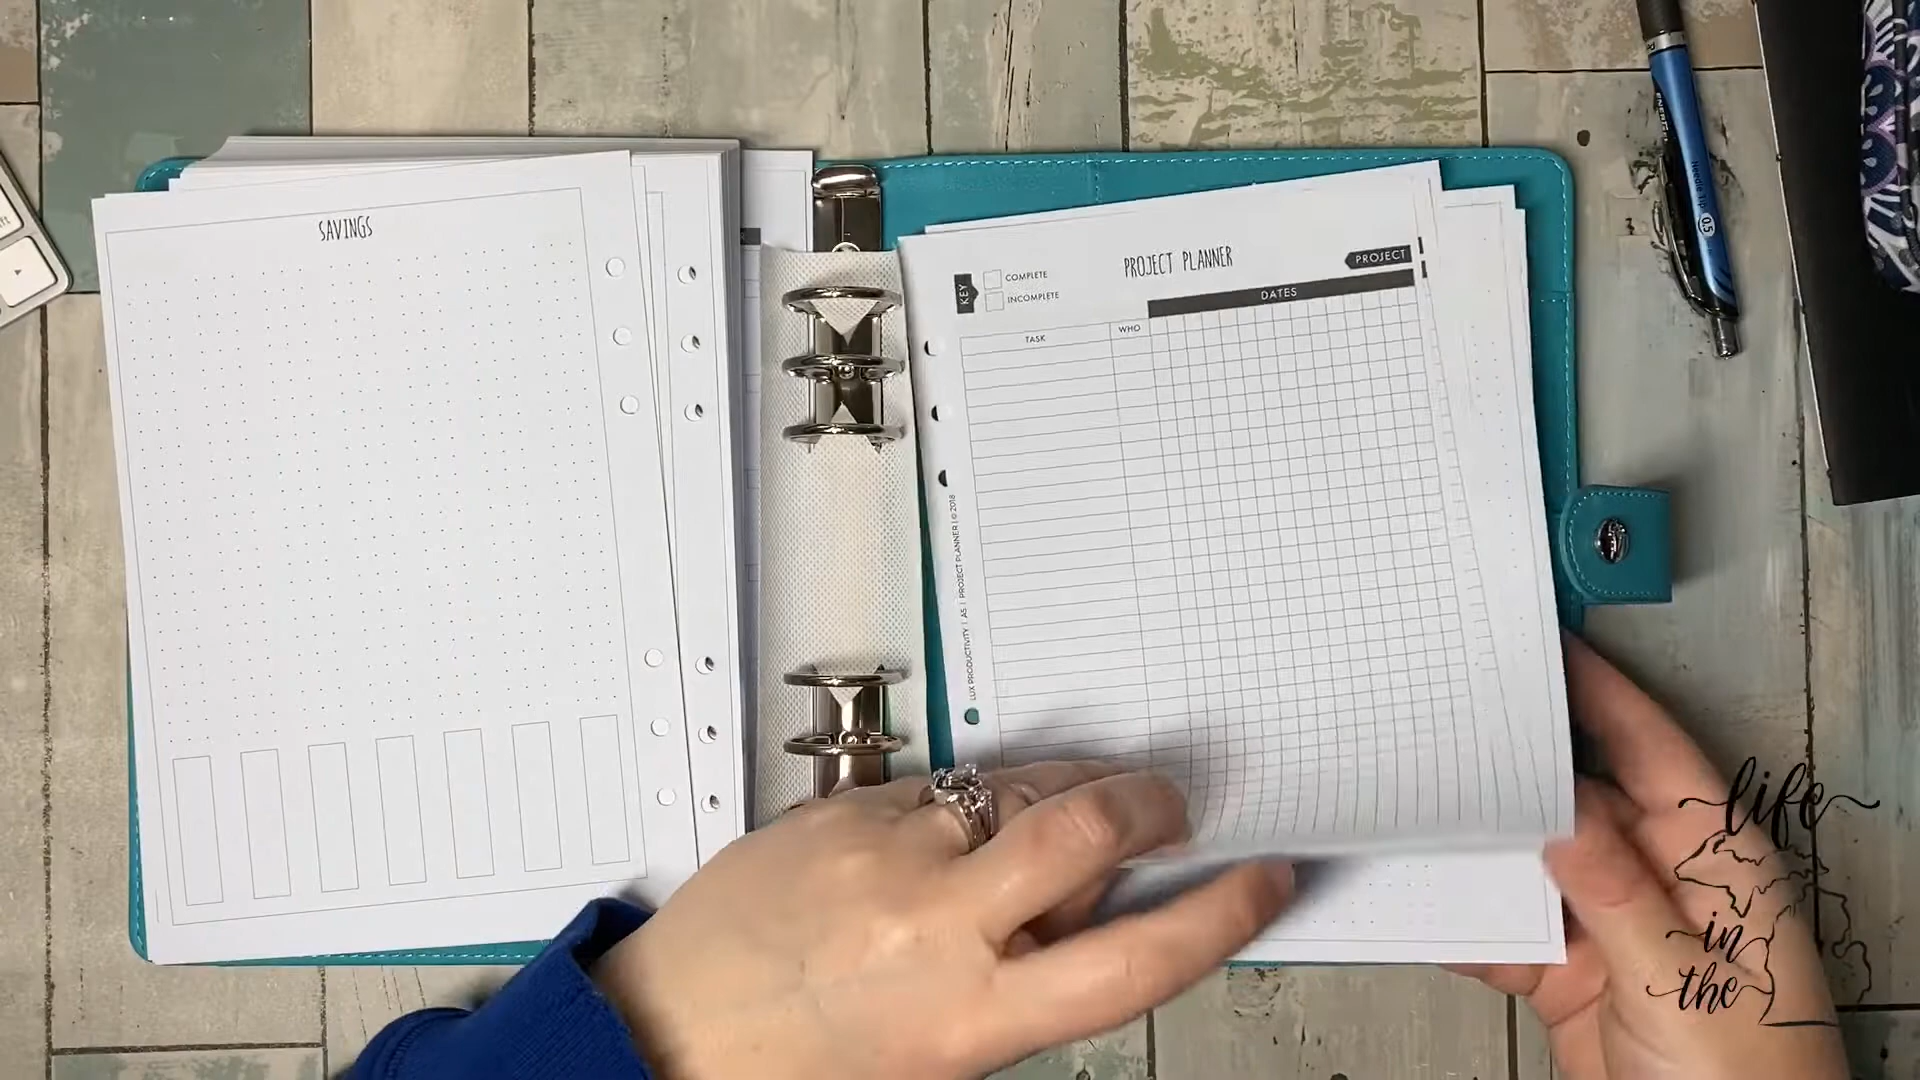 SAVINGS
KEY
COMPLETE
INCOMPLETE
PROJECT PLANNER
PROJECT
DATES
TASK
WHO
LUX PRODUCTIVITY | A5 | PROJECT PLANNER | © 2018
Needle Tip 0.5
life
in
the